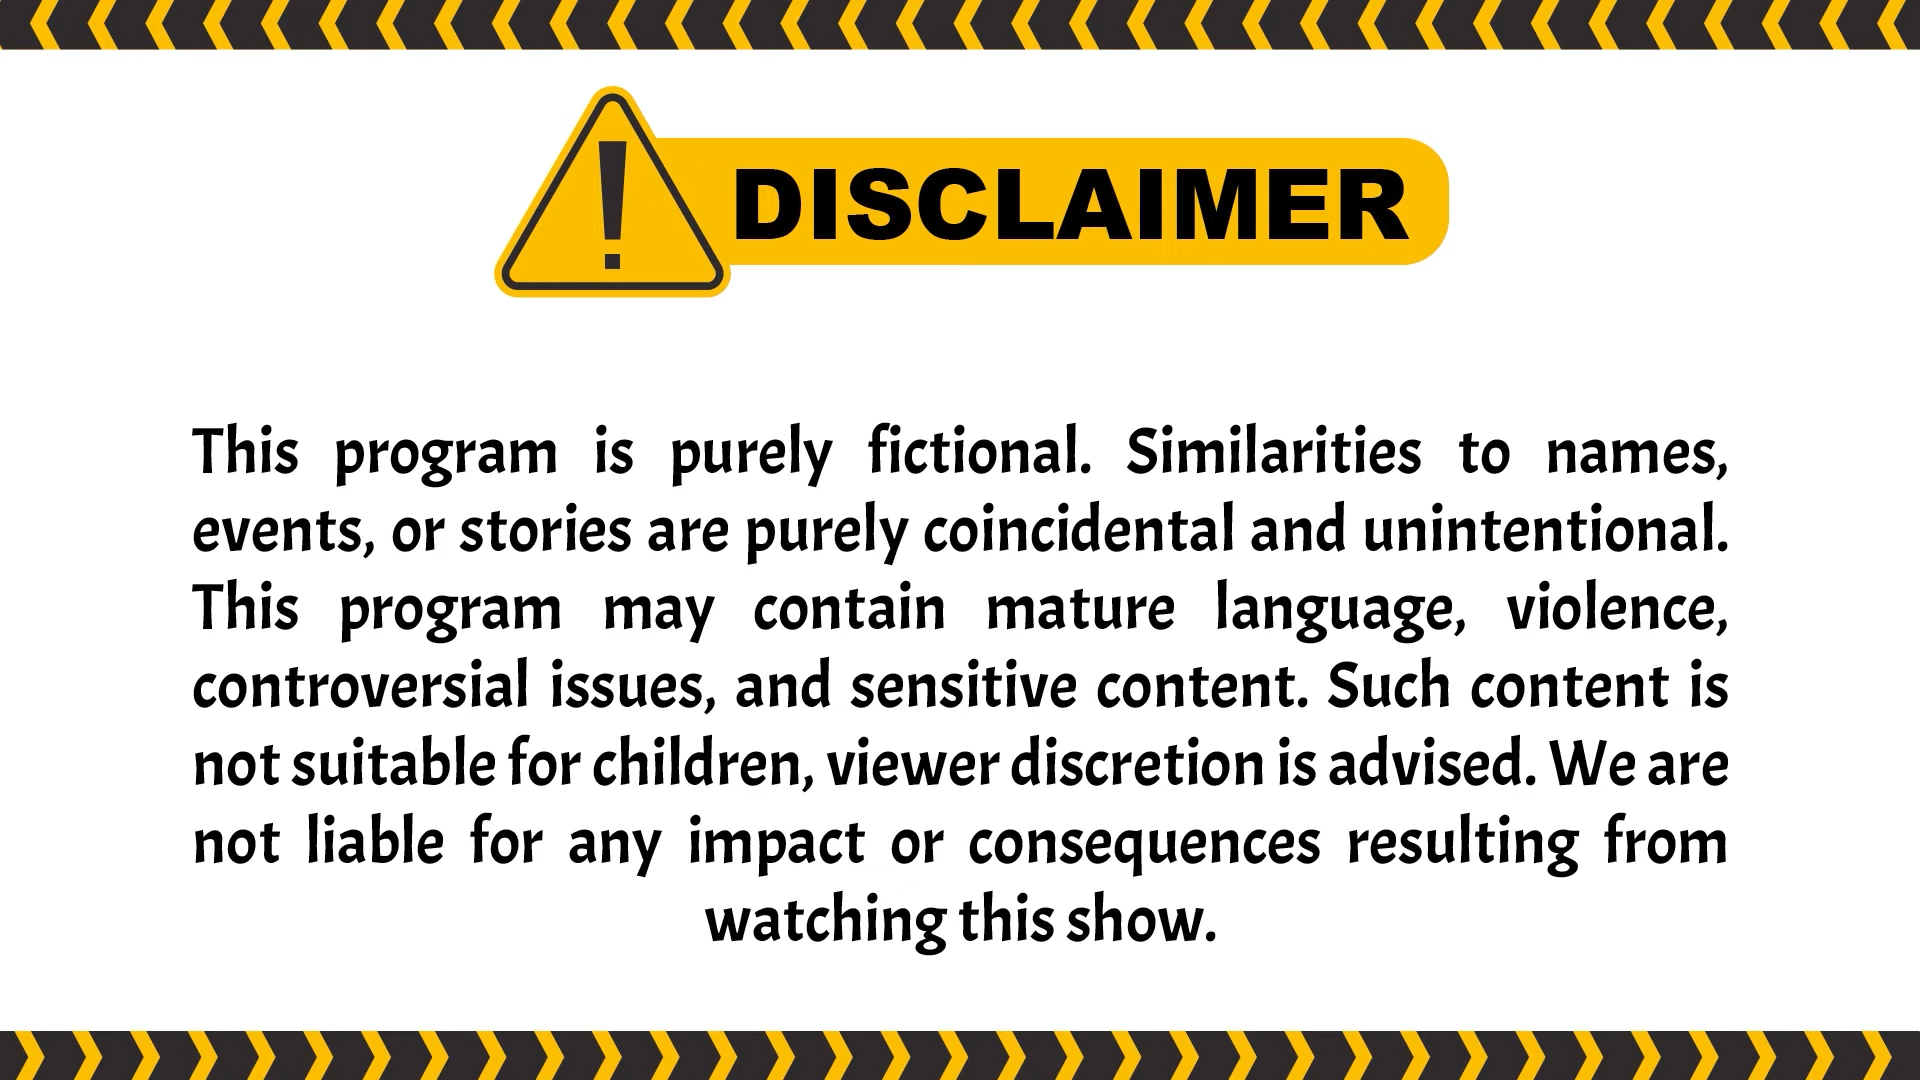 DISCLAIMER
This program is purely fictional. Similarities to names,
events, or stories are purely coincidental and unintentional.
This program may contain mature language, violence,
controversial issues, and sensitive content. Such content is
not suitable for children, viewer discretion is advised. We are
not liable for any impact or consequences resulting from
watching this show.